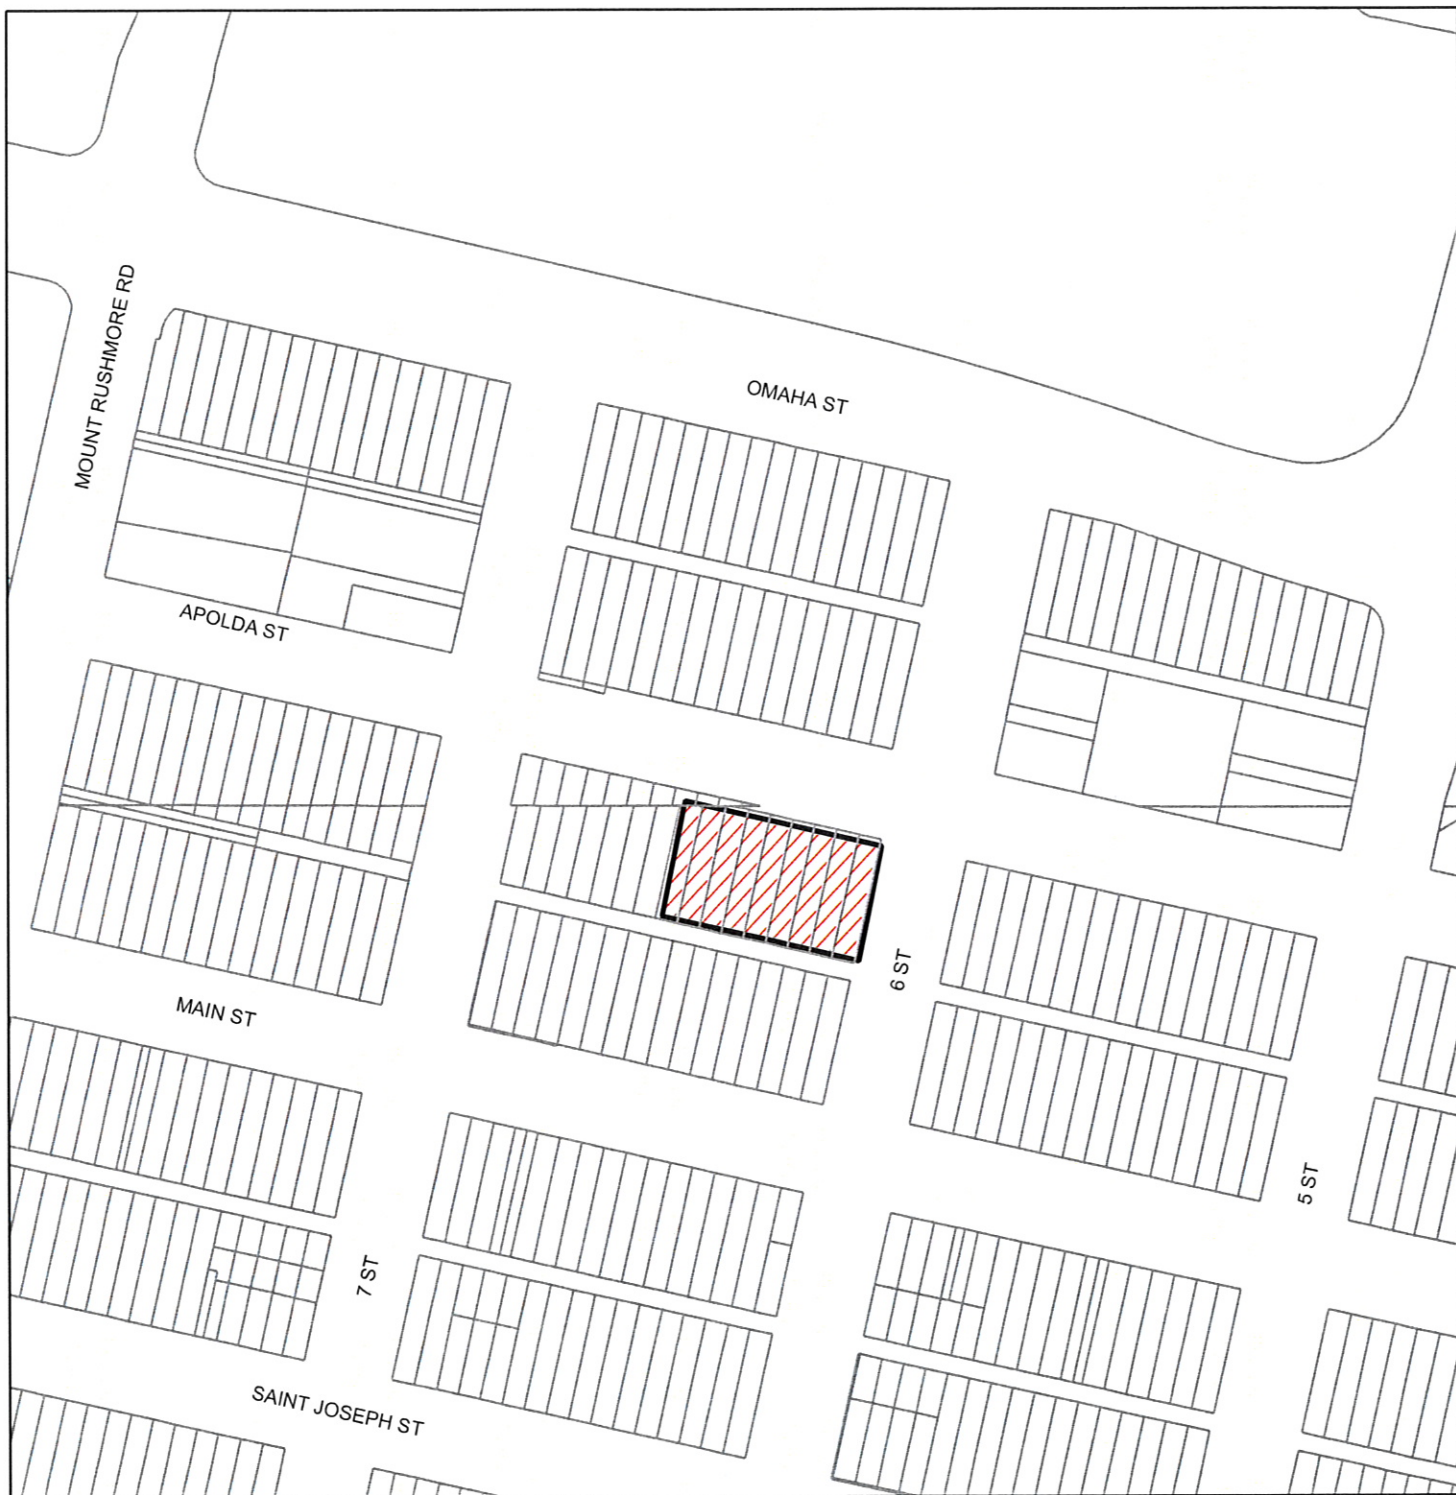 MOUNT RUSHMORE RD
OMAHA ST
APOLDA ST
6 ST
MAIN ST
5 ST
7 ST
SAINT JOSEPH ST